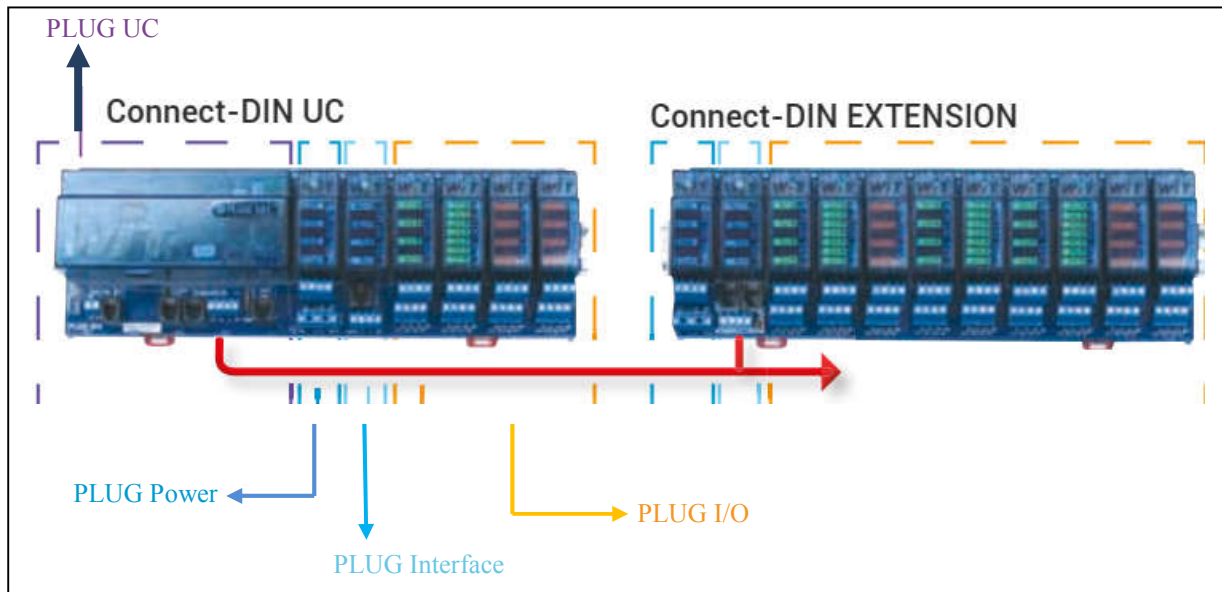 PLUG UC
Connect-DIN UC
Connect-DIN EXTENSION
PLUG Power
PLUG I/O
PLUG Interface